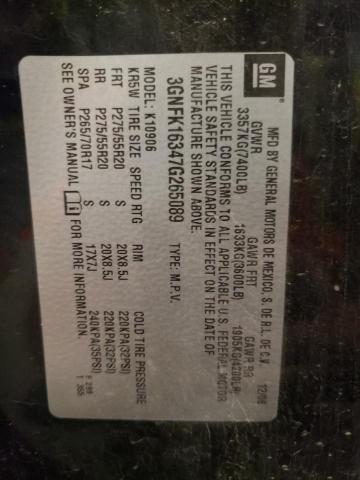 GM
MFD BY GENERAL MOTORS DE MEXICO, S. DE R.L. DE C.V. 12/06
GVWR GAWR FRT GAWR RR
3357KG(7400LB) 1633KG(3600LB) 1905KG(4200LB)
THIS VEHICLE CONFORMS TO ALL APPLICABLE U.S. FEDERAL MOTOR
VEHICLE SAFETY STANDARDS IN EFFECT ON THE DATE OF
MANUFACTURE SHOWN ABOVE.
3GNFK16347G265089 TYPE: M.P.V.
MODEL: K10906
KR5W TIRE SIZE SPEED RTG RIM COLD TIRE PRESSURE
FRT P275/55R20 S 20X8.5J 220KPA(32PSI)
RR P275/55R20 S 20X8.5J 220KPA(32PSI)
SPA P265/70R17 S 17X7J 240KPA(35PSI)
SEE OWNER'S MANUAL FOR MORE INFORMATION.